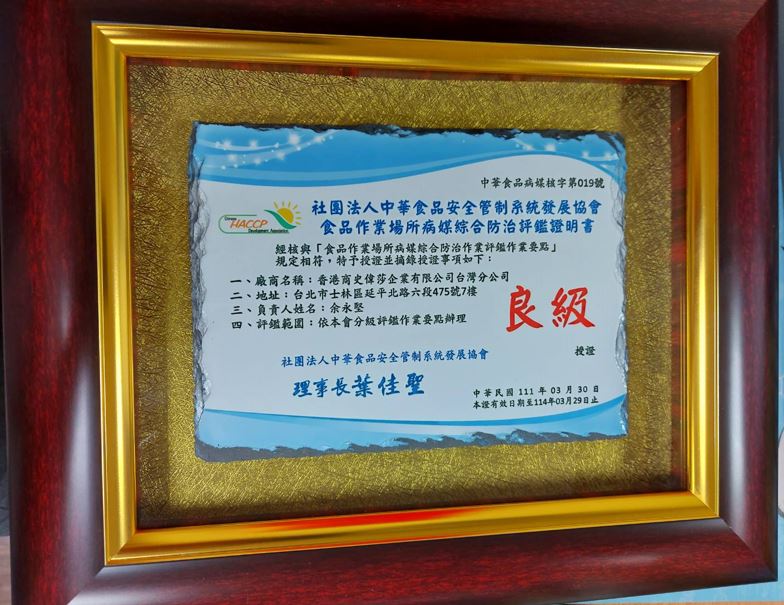 中華食品病媒核字第019號
Chinese
HACCP
Development Association
社團法人中華食品安全管制系統發展協會
食品作業場所病媒綜合防治評鑑證明書
經核與「食品作業場所病媒綜合防治作業評鑑作業要點」
規定相符，特予授證並摘錄授證事項如下：
一、廠商名稱：香港商史偉莎企業有限公司台灣分公司
二、地址：台北市士林區延平北路六段475號7樓
三、負責人姓名：余永堅
四、評鑑範圍：依本會分級評鑑作業要點辦理
良級
社團法人中華食品安全管制系統發展協會
授證
理事長葉佳聖
中華民國 111 年 03 月 30 日
本證有效日期至114年03月29日止